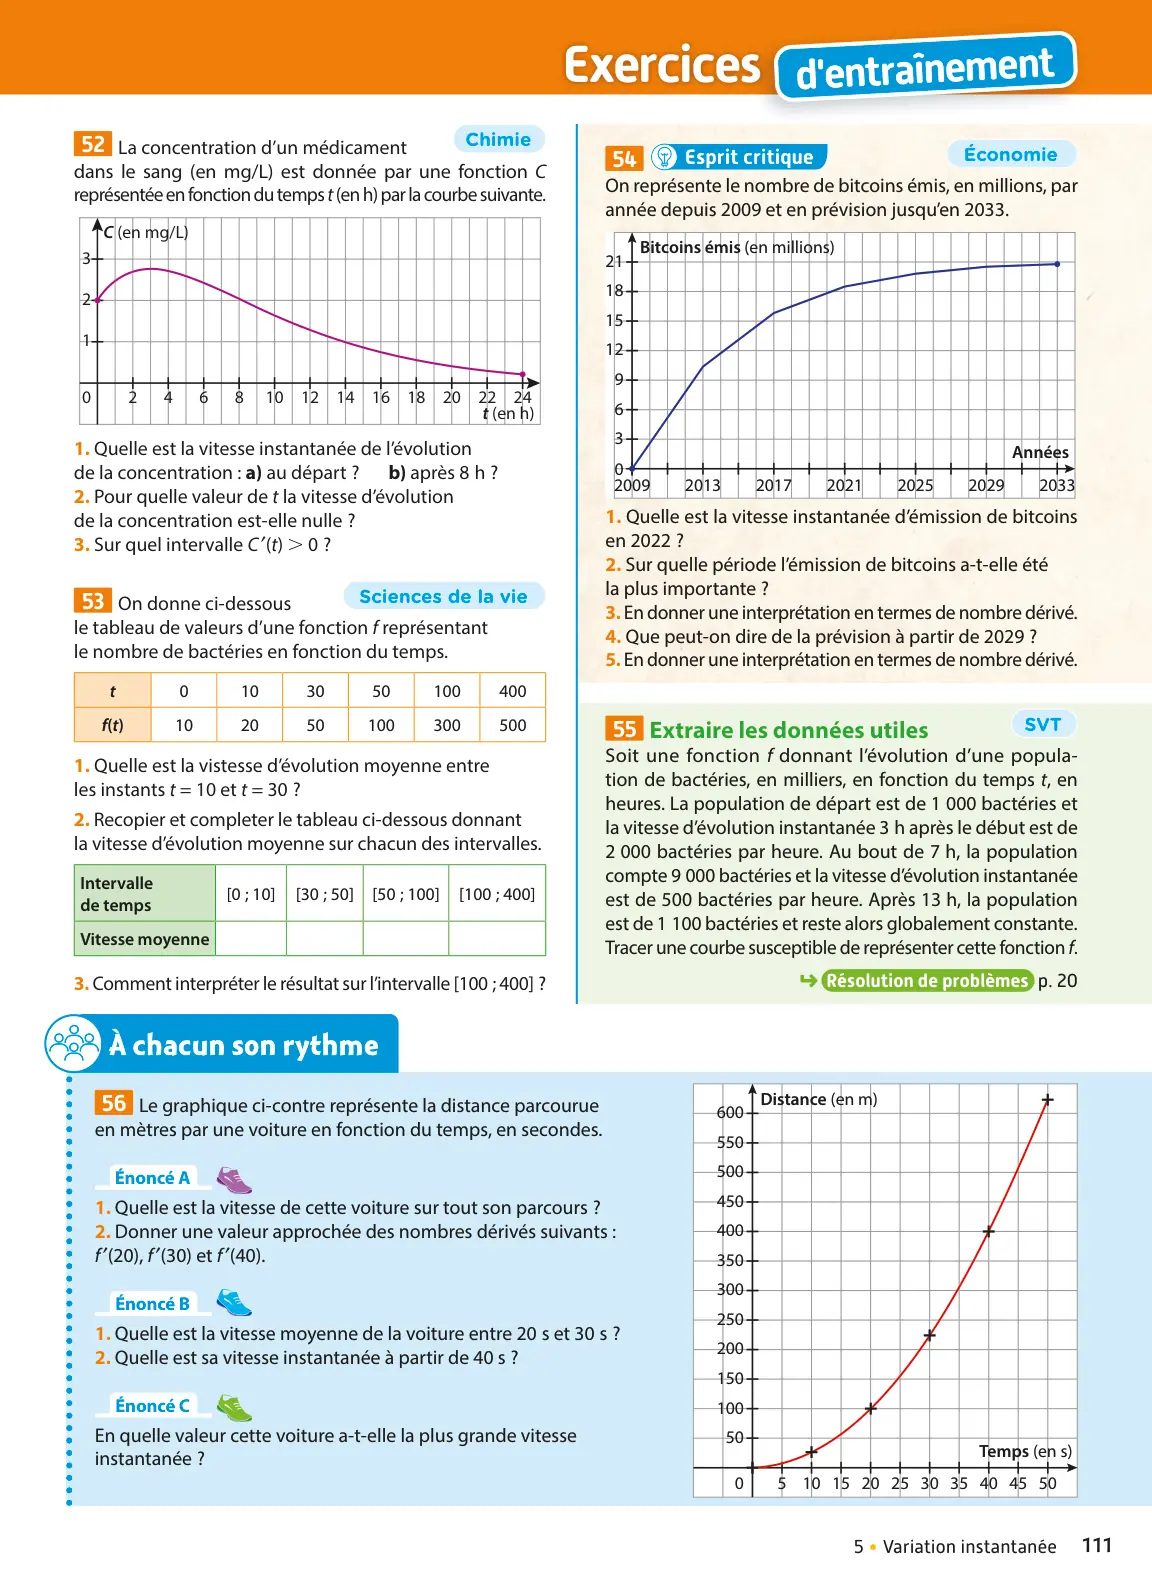 Exercices d'entraînement
52 La concentration d'un médicament
Chimie
dans le sang (en mg/L) est donnée par une fonction C
représentée en fonction du temps t (en h) par la courbe suivante.
C (en mg/L)
3
2
1
0 2 4 6 8 10 12 14 16 18 20 22 24
t (en h)
1. Quelle est la vitesse instantanée de l'évolution
de la concentration : a) au départ ? b) après 8 h ?
2. Pour quelle valeur de t la vitesse d'évolution
de la concentration est-elle nulle ?
3. Sur quel intervalle C′(t) > 0 ?
53 On donne ci-dessous
Sciences de la vie
le tableau de valeurs d'une fonction f représentant
le nombre de bactéries en fonction du temps.
t 0 10 30 50 100 400
f(t) 10 20 50 100 300 500
1. Quelle est la vistesse d'évolution moyenne entre
les instants t = 10 et t = 30 ?
2. Recopier et completer le tableau ci-dessous donnant
la vitesse d'évolution moyenne sur chacun des intervalles.
Intervalle
de temps
[0 ; 10] [30 ; 50] [50 ; 100] [100 ; 400]
Vitesse moyenne
3. Comment interpréter le résultat sur l'intervalle [100 ; 400] ?
54 Esprit critique
Économie
On représente le nombre de bitcoins émis, en millions, par
année depuis 2009 et en prévision jusqu'en 2033.
Bitcoins émis (en millions)
21
18
15
12
9
6
3
0
Années
2009 2013 2017 2021 2025 2029 2033
1. Quelle est la vitesse instantanée d'émission de bitcoins
en 2022 ?
2. Sur quelle période l'émission de bitcoins a-t-elle été
la plus importante ?
3. En donner une interprétation en termes de nombre dérivé.
4. Que peut-on dire de la prévision à partir de 2029 ?
5. En donner une interprétation en termes de nombre dérivé.
55 Extraire les données utiles
SVT
Soit une fonction f donnant l'évolution d'une popula-
tion de bactéries, en milliers, en fonction du temps t, en
heures. La population de départ est de 1 000 bactéries et
la vitesse d'évolution instantanée 3 h après le début est de
2 000 bactéries par heure. Au bout de 7 h, la population
compte 9 000 bactéries et la vitesse d'évolution instantanée
est de 500 bactéries par heure. Après 13 h, la population
est de 1 100 bactéries et reste alors globalement constante.
Tracer une courbe susceptible de représenter cette fonction f.
Résolution de problèmes p. 20
À chacun son rythme
56 Le graphique ci-contre représente la distance parcourue
en mètres par une voiture en fonction du temps, en secondes.
Énoncé A
1. Quelle est la vitesse de cette voiture sur tout son parcours ?
2. Donner une valeur approchée des nombres dérivés suivants :
f′(20), f′(30) et f′(40).
Énoncé B
1. Quelle est la vitesse moyenne de la voiture entre 20 s et 30 s ?
2. Quelle est sa vitesse instantanée à partir de 40 s ?
Énoncé C
En quelle valeur cette voiture a-t-elle la plus grande vitesse
instantanée ?
Distance (en m)
600
550
500
450
400
350
300
250
200
150
100
50
Temps (en s)
0 5 10 15 20 25 30 35 40 45 50
5 • Variation instantanée 111